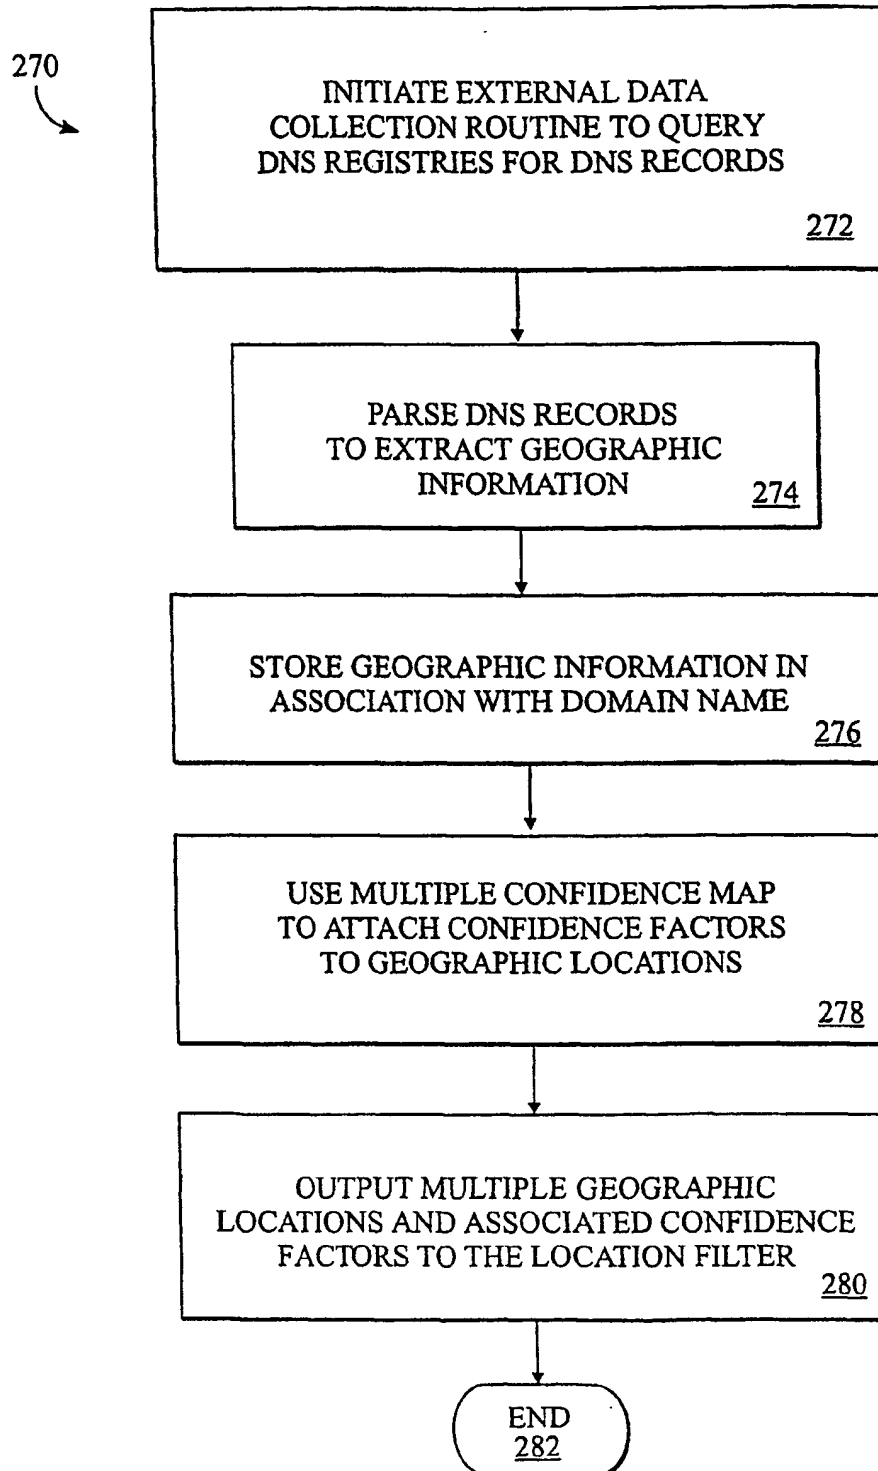 270
INITIATE EXTERNAL DATA
COLLECTION ROUTINE TO QUERY
DNS REGISTRIES FOR DNS RECORDS
272
PARSE DNS RECORDS
TO EXTRACT GEOGRAPHIC
INFORMATION
274
STORE GEOGRAPHIC INFORMATION IN
ASSOCIATION WITH DOMAIN NAME
276
USE MULTIPLE CONFIDENCE MAP
TO ATTACH CONFIDENCE FACTORS
TO GEOGRAPHIC LOCATIONS
278
OUTPUT MULTIPLE GEOGRAPHIC
LOCATIONS AND ASSOCIATED CONFIDENCE
FACTORS TO THE LOCATION FILTER
280
END
282